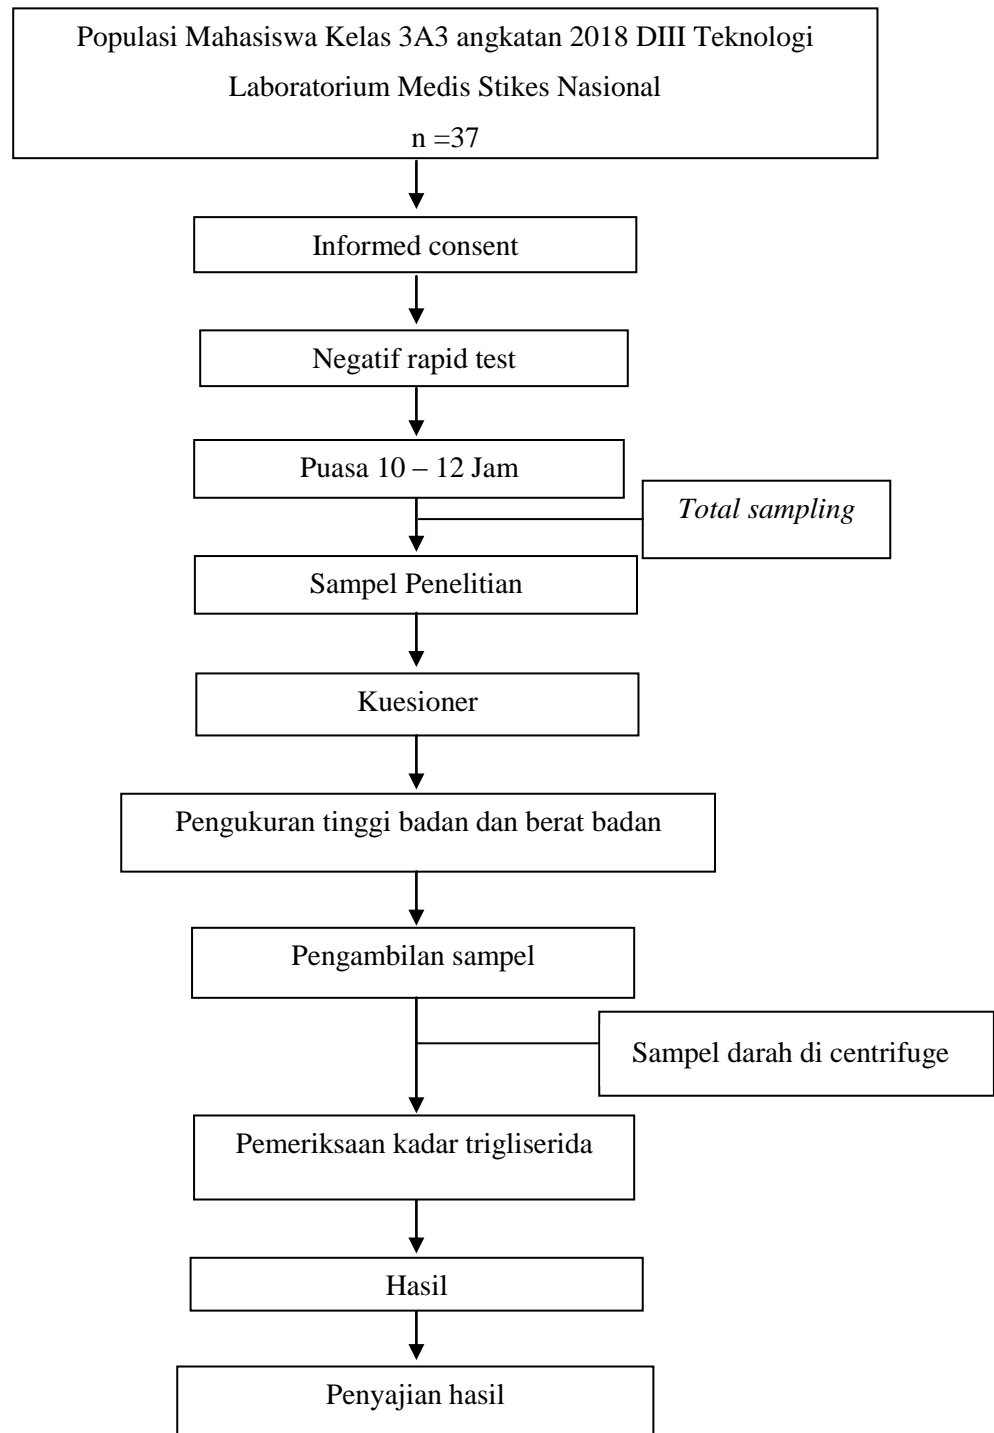 Populasi Mahasiswa Kelas 3A3 angkatan 2018 DIII Teknologi
Laboratorium Medis Stikes Nasional
n =37
Informed consent
Negatif rapid test
Puasa 10 – 12 Jam
Total sampling
Sampel Penelitian
Kuesioner
Pengukuran tinggi badan dan berat badan
Pengambilan sampel
Sampel darah di centrifuge
Pemeriksaan kadar trigliserida
Hasil
Penyajian hasil